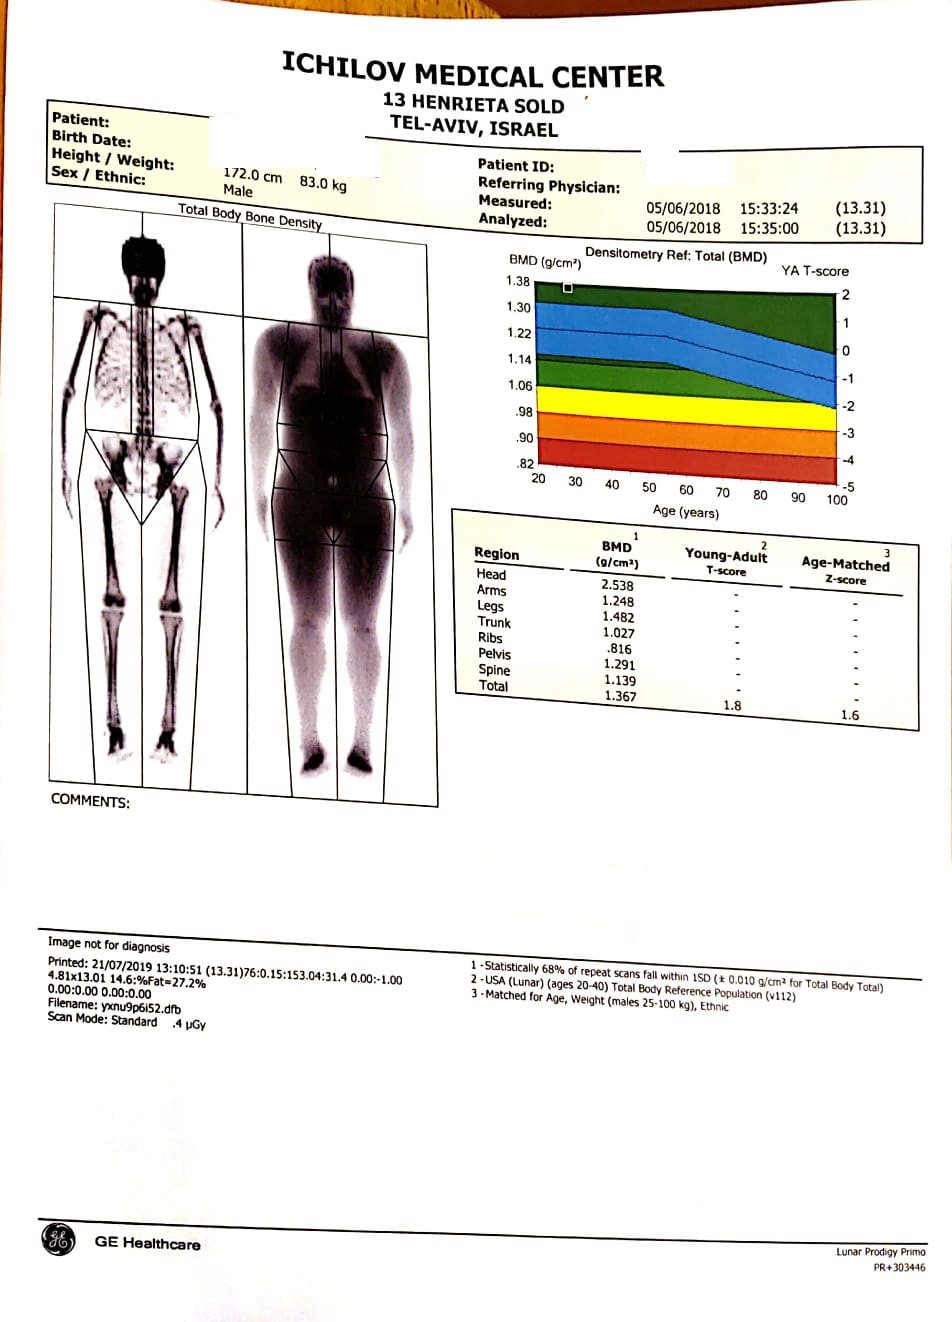 ICHILOV MEDICAL CENTER
13 HENRIETA SOLD
TEL-AVIV, ISRAEL
Patient:
Birth Date:
Height / Weight: 172.0 cm 83.0 kg
Sex / Ethnic: Male
Patient ID:
Referring Physician:
Measured: 05/06/2018 15:33:24 (13.31)
Analyzed: 05/06/2018 15:35:00 (13.31)
Total Body Bone Density
Densitometry Ref: Total (BMD)
BMD (g/cm²) YA T-score
1.38 2
1.30 1
1.22 0
1.14 -1
1.06 -2
.98 -3
.90 -4
.82 -5
20 30 40 50 60 70 80 90 100
Age (years)
1 2 3
Region BMD Young-Adult Age-Matched
(g/cm²) T-score Z-score
Head 2.538 - -
Arms 1.248 - -
Legs 1.482 - -
Trunk 1.027 - -
Ribs .816 - -
Pelvis 1.291 - -
Spine 1.139 - -
Total 1.367 1.8 1.6
COMMENTS:
Image not for diagnosis
Printed: 21/07/2019 13:10:51 (13.31)76:0.15:153.04:31.4 0.00:-1.00
4.81x13.01 14.6:%Fat=27.2%
0.00:0.00 0.00:0.00
Filename: yxnu9p6i52.dfb
Scan Mode: Standard .4 µGy
1 -Statistically 68% of repeat scans fall within 1SD (± 0.010 g/cm² for Total Body Total)
2 -USA (Lunar) (ages 20-40) Total Body Reference Population (v112)
3 -Matched for Age, Weight (males 25-100 kg), Ethnic
GE
GE Healthcare
Lunar Prodigy Primo
PR+303446